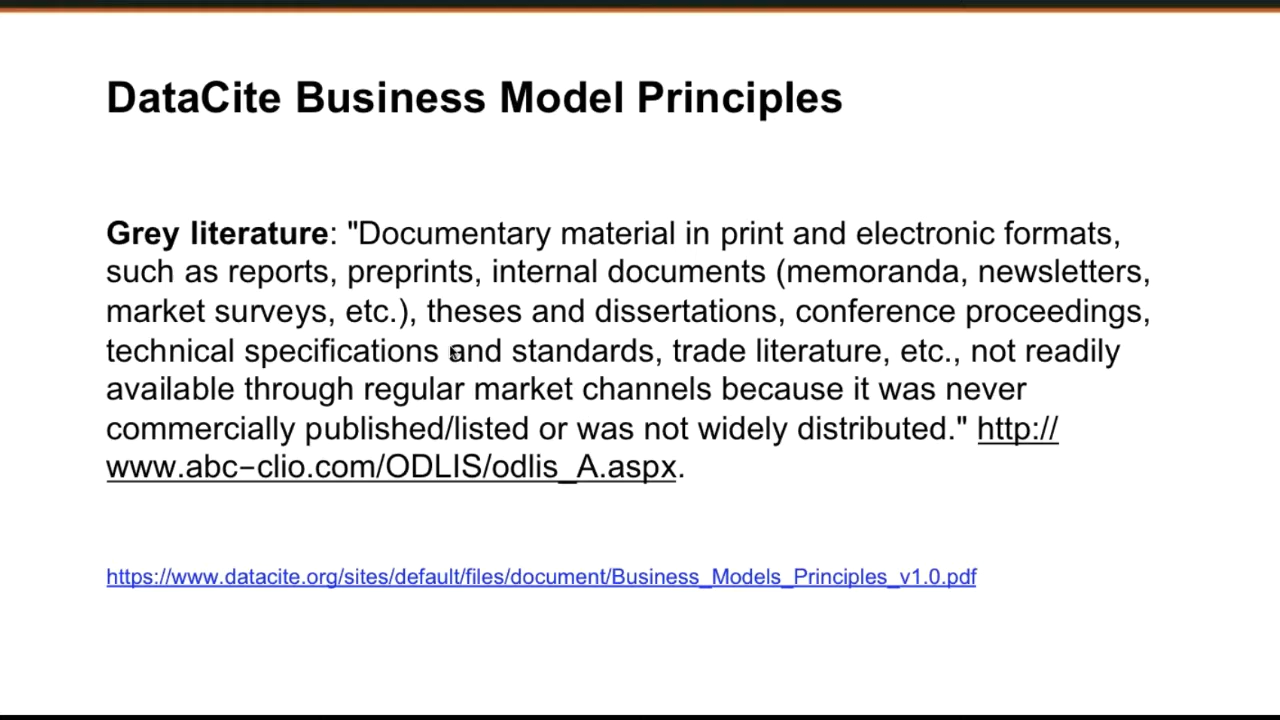 DataCite Business Model Principles
Grey literature: "Documentary material in print and electronic formats,
such as reports, preprints, internal documents (memoranda, newsletters,
market surveys, etc.), theses and dissertations, conference proceedings,
technical specifications and standards, trade literature, etc., not readily
available through regular market channels because it was never
commercially published/listed or was not widely distributed." http://
www.abc–clio.com/ODLIS/odlis_A.aspx.
https://www.datacite.org/sites/default/files/document/Business_Models_Principles_v1.0.pdf